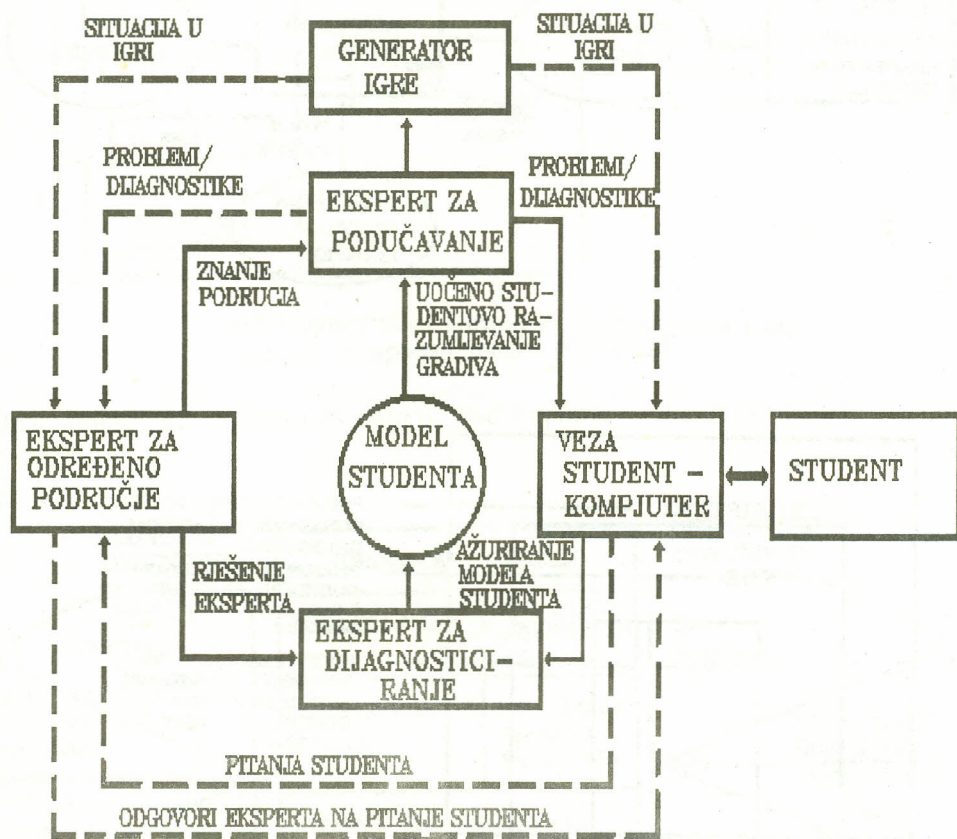 SITUACIJA U
IGRI
GENERATOR
IGRE
SITUACIJA U
IGRI
PROBLEMI/
DIJAGNOSTIKE
EKSPERT ZA
PODUČAVANJE
PROBLEMI/
DIJAGNOSTIKE
ZNANJE
PODRUCJA
UOČENO STU-
DENTOVO RA-
ZUMIJEVANJE
GRADIVA
EKSPERT ZA
ODREĐENO
PODRUČJE
MODEL
STUDENTA
VEZA
STUDENT -
KOMPJUTER
STUDENT
RJEŠENJE
EKSPERTA
AŽURIRANJE
MODELA
STUDENTA
EKSPERT ZA
DIJAGNOSTICI-
RANJE
PITANJA STUDENTA
ODGOVORI EKSPERTA NA PITANJE STUDENTA